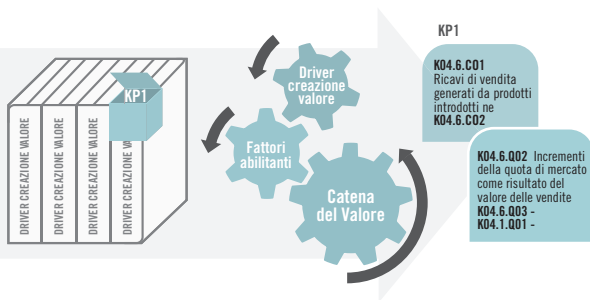 DRIVER CREAZIONE VALORE
DRIVER CREAZIONE VALORE
DRIVER CREAZIONE VALORE
DRIVER CREAZIONE VA
KP1
Driver
creazione
valore
Fattori
abilitanti
Catena
del Valore
KP1
K04.6.C01
Ricavi di vendita
generati da prodotti
introdotti ne
K04.6.C02
K04.6.Q02 Incrementi
della quota di mercato
come risultato del
valore delle vendite
K04.6.Q03 -
K04.1.Q01 -